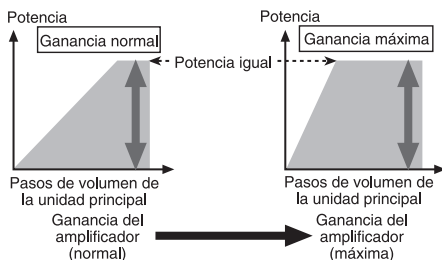 Potencia
Ganancia normal
Potencia igual
Potencia
Ganancia máxima
Pasos de volumen de
la unidad principal
Pasos de volumen de
la unidad principal
Ganancia del
amplificador
(normal)
Ganancia del
amplificador
(máxima)